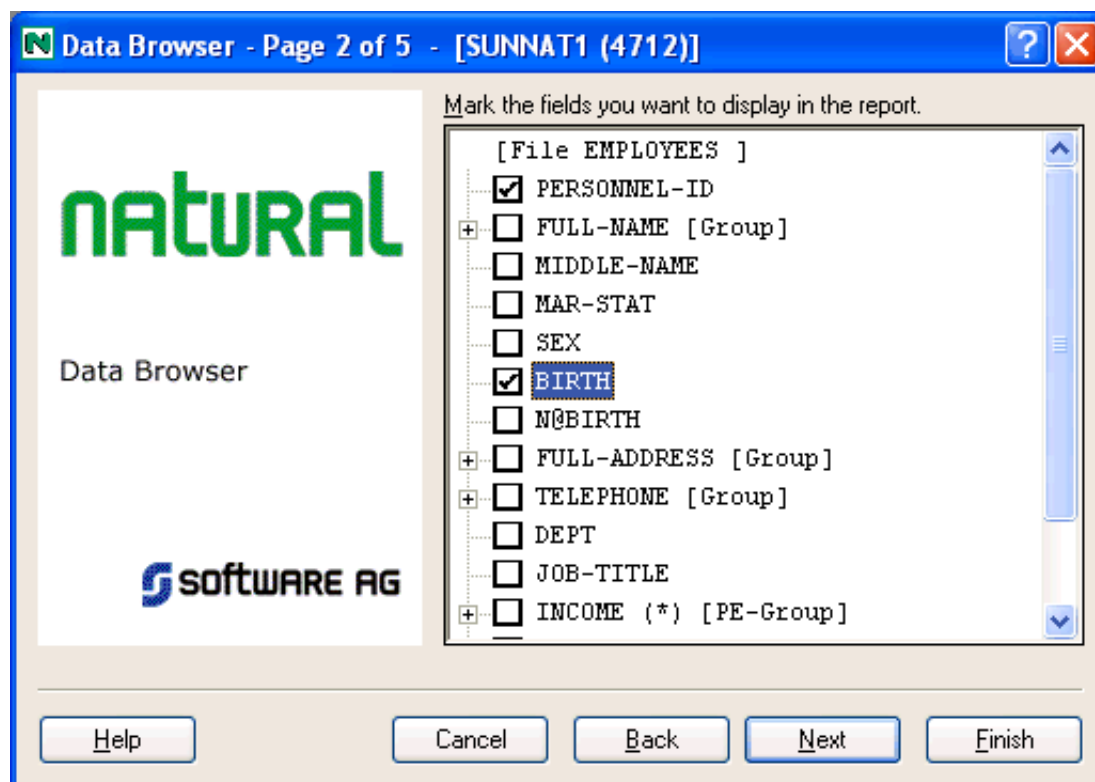 Data Browser - Page 2 of 5 - [SUNNAT1 (4712)]
Mark the fields you want to display in the report.
[File EMPLOYEES ]
PERSONNEL-ID
FULL-NAME [Group]
MIDDLE-NAME
MAR-STAT
SEX
BIRTH
N@BIRTH
FULL-ADDRESS [Group]
TELEPHONE [Group]
DEPT
JOB-TITLE
INCOME (*) [PE-Group]
naturAl
Data Browser
software AG
Help
Cancel
Back
Next
Finish